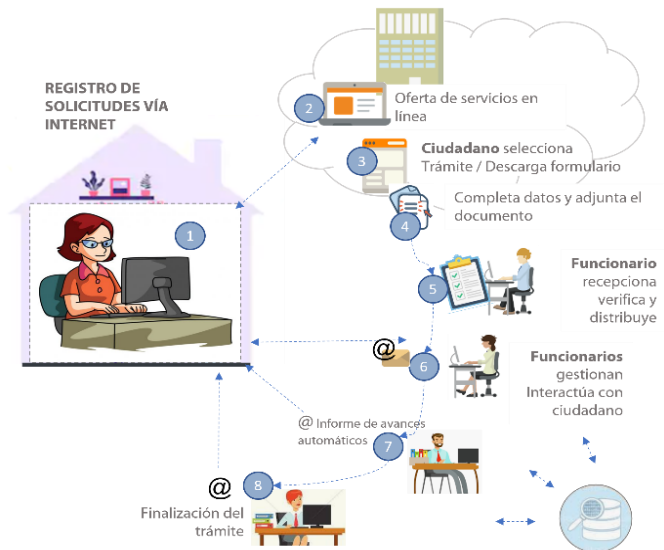 REGISTRO DE
SOLICITUDES VÍA
INTERNET
1
2
Oferta de servicios en
línea
3
Ciudadano selecciona
Trámite / Descarga formulario
4
Completa datos y adjunta el
documento
5
Funcionario
recepciona
verifica y
distribuye
@
6
Funcionarios
gestionan
Interactúa con
ciudadano
@ Informe de avances
automáticos
7
@
8
Finalización del
trámite